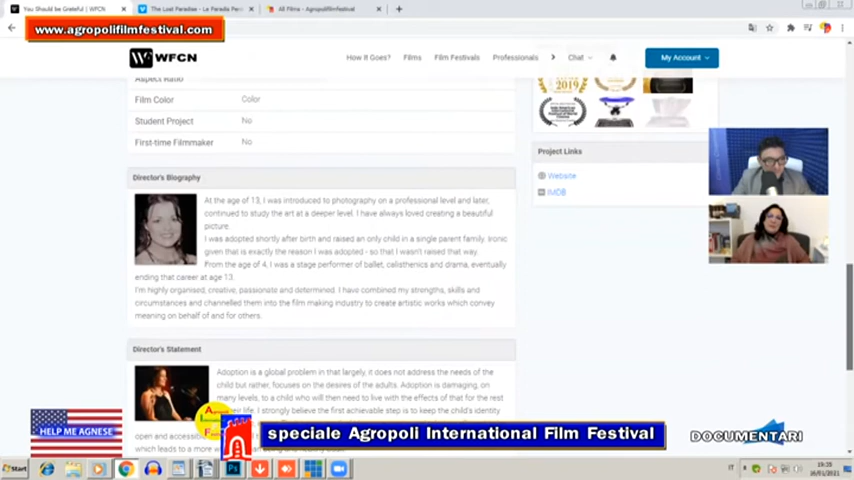 You Should be Grateful | WFCN
The Lost Paradise - La Parada Per
All Films - Agropolifilmfestival
www.agropolifilmfestival.com
WFCN
How It Goes?
Films
Film Festivals
Professionals
Chat
My Account
Aspect Ratio
Film Color
Color
Student Project
No
First-time Filmmaker
No
2019
Project Links
Website
IMDB
Director's Biography
At the age of 13, I was introduced to photography on a professional level and later,
continued to study the art at a deeper level. I have always loved creating a beautiful
picture.
I was adopted shortly after birth and raised an only child in a single parent family. Ironic
given that is exactly the reason I was adopted - so that I wasn't raised that way.
From the age of 4, I was a stage performer of ballet, calisthenics and drama, eventually
ending that career at age 13.
I'm highly organised, creative, passionate and determined. I have combined my strengths, skills and
circumstances and channelled them into the film making industry to create artistic works which convey
meaning on behalf of and for others.
Director's Statement
Adoption is a global problem in that largely, it does not address the needs of the
child but rather, focuses on the desires of the adults. Adoption is damaging, on
many levels, to a child who will then need to live with the effects of that for the rest
their life. I strongly believe the first achievable step is to keep the child's identity
open and accessible
which leads to a more
HELP ME AGNESE
speciale Agropoli International Film Festival
DOCUMENTARI
Start
IT
19:35
16/01/2021